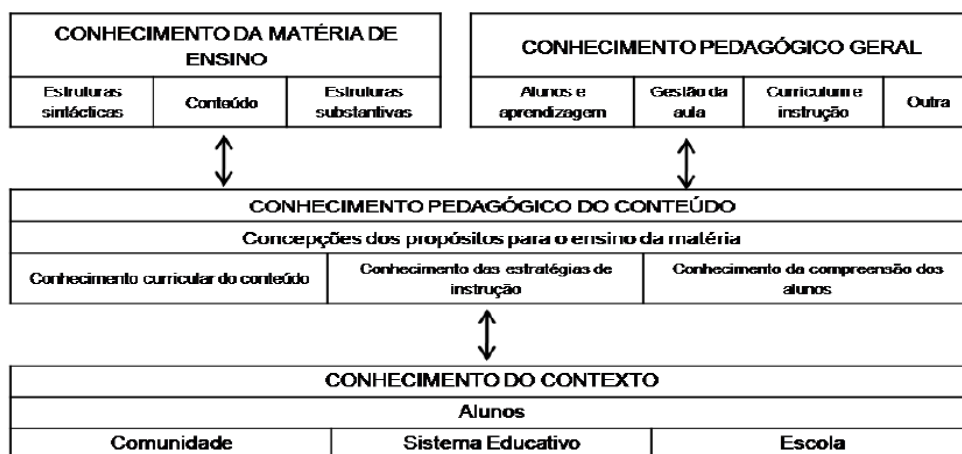 CONHECIMENTO DA MATÉRIA DE
ENSINO
Estruturas
sintácticas
Conteúdo
Estruturas
substantivas
CONHECIMENTO PEDAGÓGICO GERAL
Alunos e
aprendizagem
Gestão da
aula
Curriculum e
instrução
Outra
CONHECIMENTO PEDAGÓGICO DO CONTEÚDO
Concepções dos propósitos para o ensino da matéria
Conhecimento curricular do conteúdo
Conhecimento das estratégias de
instrução
Conhecimento da compreensão dos
alunos
CONHECIMENTO DO CONTEXTO
Alunos
Comunidade
Sistema Educativo
Escola